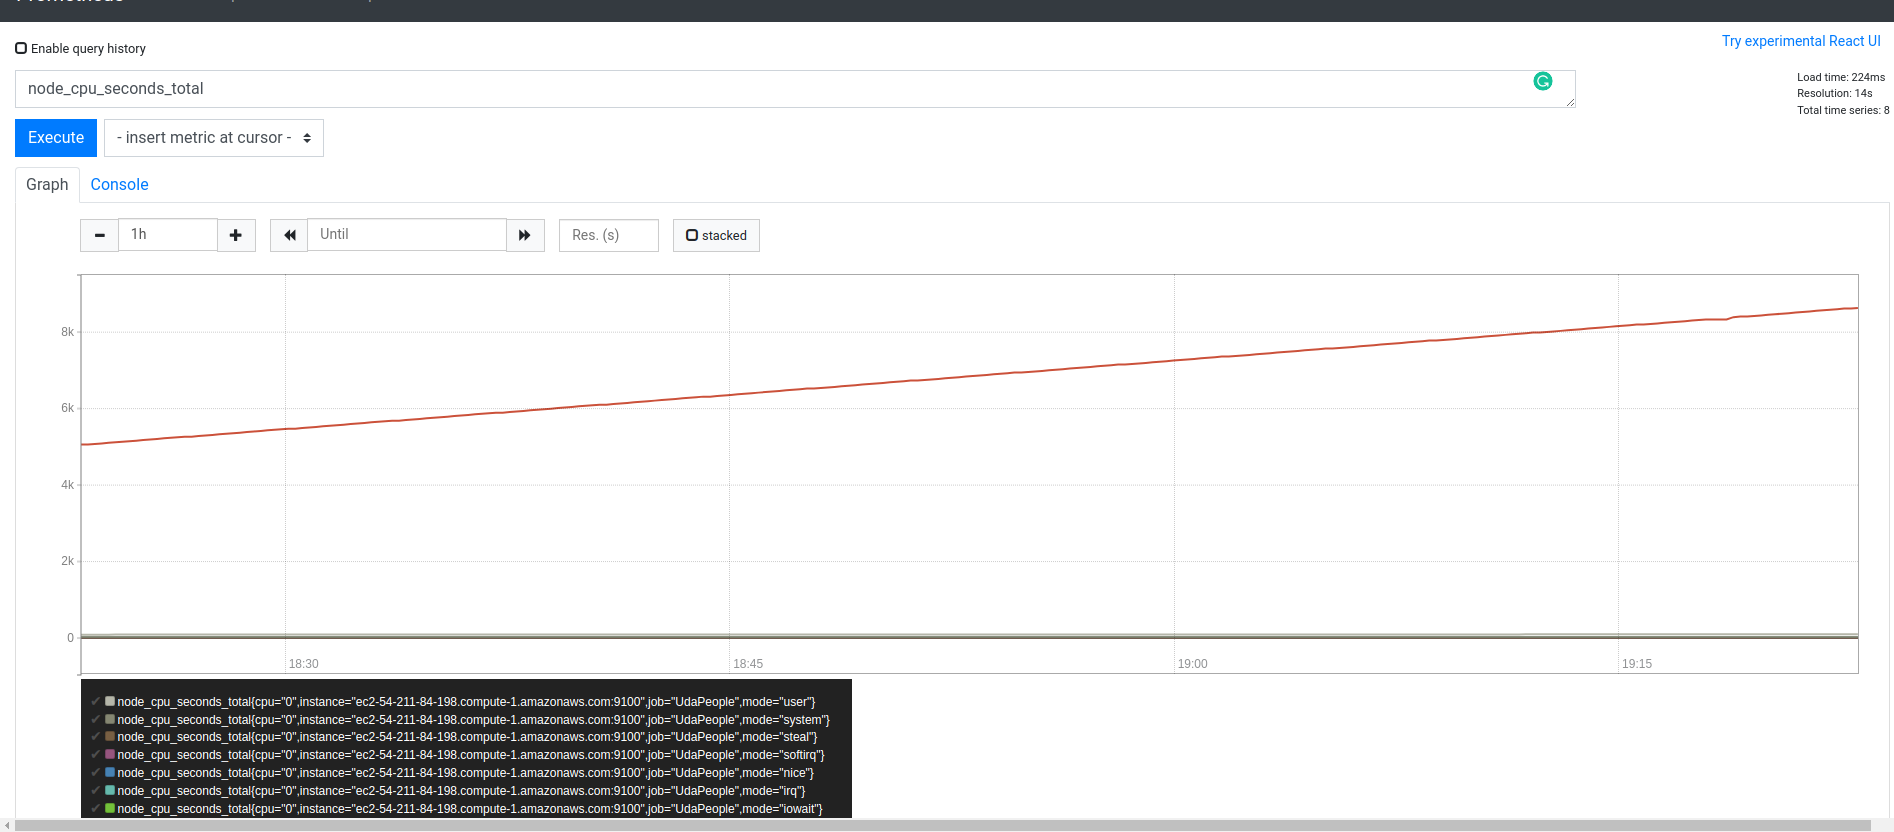 Enable query history
Try experimental React UI
node_cpu_seconds_total
Load time: 224ms
Resolution: 14s
Total time series: 8
Execute
- insert metric at cursor -
Graph
Console
1h
Until
Res. (s)
stacked
8k
6k
4k
2k
0
18:30
18:45
19:00
19:15
✔ node_cpu_seconds_total{cpu="0",instance="ec2-54-211-84-198.compute-1.amazonaws.com:9100",job="UdaPeople",mode="user"}
✔ node_cpu_seconds_total{cpu="0",instance="ec2-54-211-84-198.compute-1.amazonaws.com:9100",job="UdaPeople",mode="system"}
✔ node_cpu_seconds_total{cpu="0",instance="ec2-54-211-84-198.compute-1.amazonaws.com:9100",job="UdaPeople",mode="steal"}
✔ node_cpu_seconds_total{cpu="0",instance="ec2-54-211-84-198.compute-1.amazonaws.com:9100",job="UdaPeople",mode="softirq"}
✔ node_cpu_seconds_total{cpu="0",instance="ec2-54-211-84-198.compute-1.amazonaws.com:9100",job="UdaPeople",mode="nice"}
✔ node_cpu_seconds_total{cpu="0",instance="ec2-54-211-84-198.compute-1.amazonaws.com:9100",job="UdaPeople",mode="irq"}
✔ node_cpu_seconds_total{cpu="0",instance="ec2-54-211-84-198.compute-1.amazonaws.com:9100",job="UdaPeople",mode="iowait"}